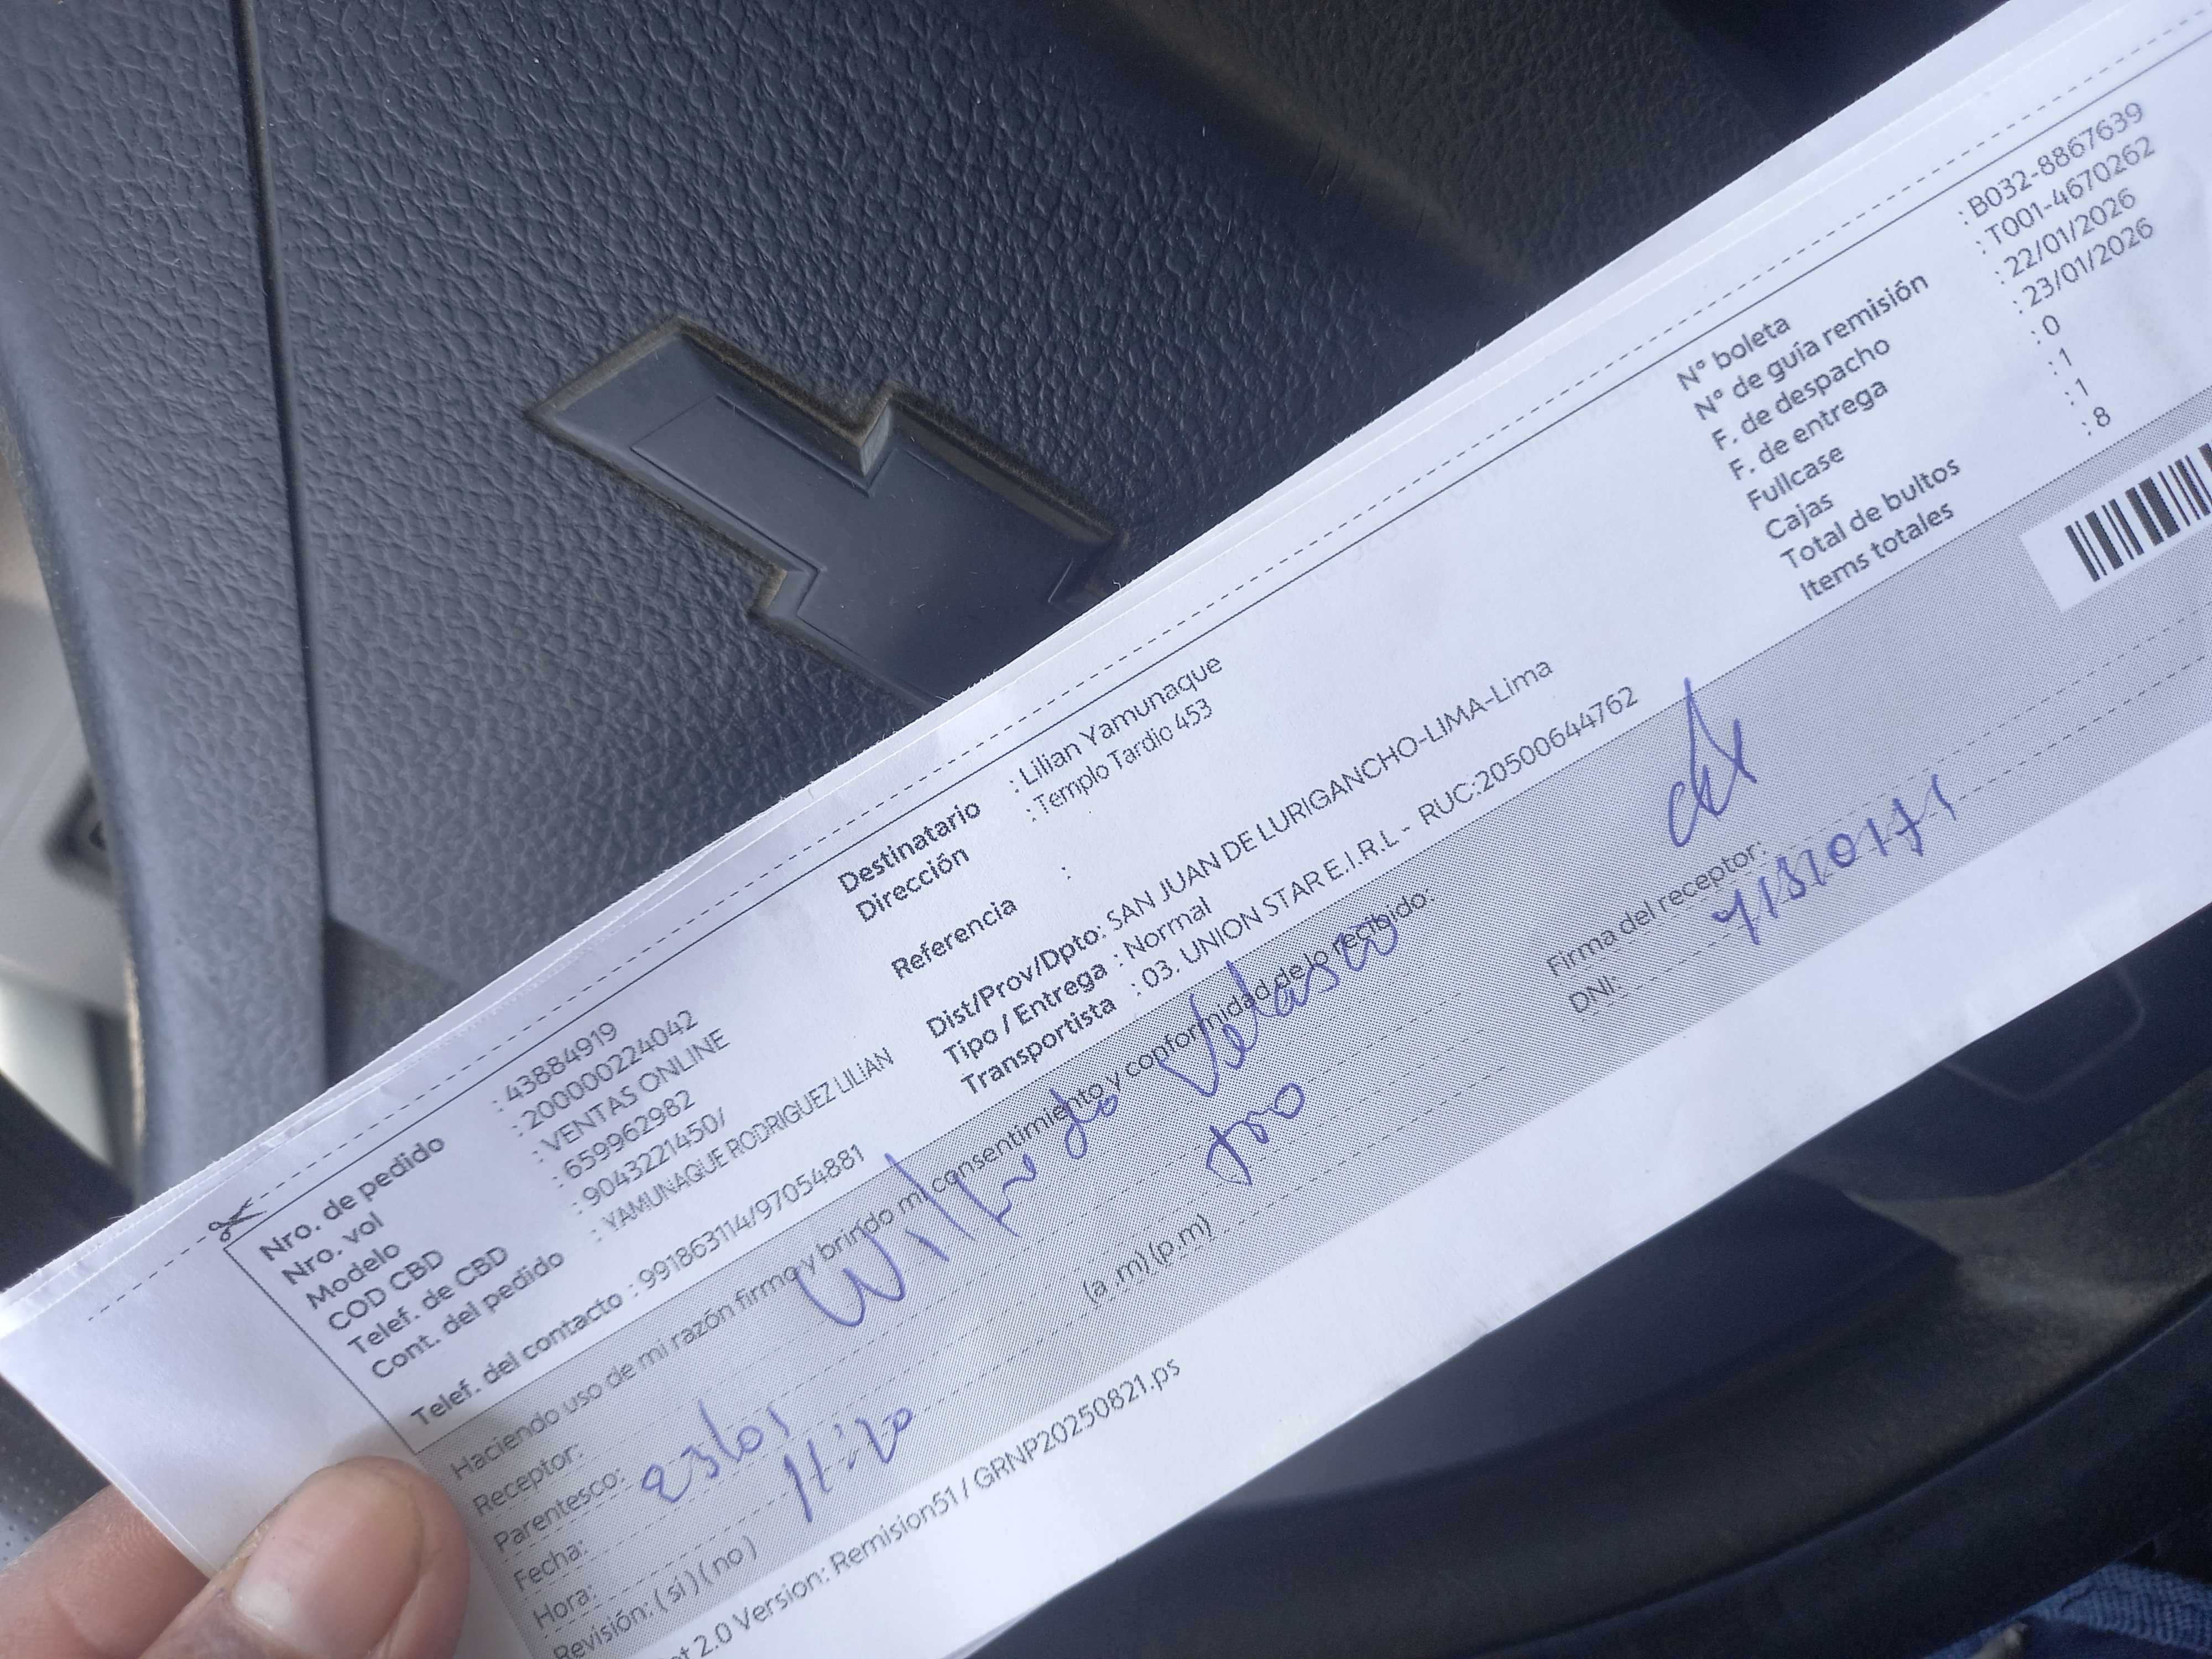 Nro. de pedido : 43884919
Nro. vol : 200000224042
Modelo : VENTAS ONLINE
COD CBD : 659962982
Telef. de CBD : 9043221450/
Cont. del pedido : YAMUNAQUE RODRIGUEZ LILIAN
Telef. del contacto : 991863114/97054881
Destinatario : Lilian Yamunaque
Dirección : Templo Tardio 453
Referencia :
Dist/Prov/Dpto: SAN JUAN DE LURIGANCHO-LIMA-Lima
Tipo / Entrega : Normal
Transportista : 03. UNION STAR E.I.R.L - RUC:20500644762
N° boleta : B032-8867639
N° de guía remisión : T001-4670262
F. de despacho : 22/01/2026
F. de entrega : 23/01/2026
Fullcase : 0
Cajas : 1
Total de bultos : 1
Items totales : 8
Haciendo uso de mi razón firmo y brindo mi consentimiento y conformidad de lo recibido:
Receptor: Wilfredo Velasco
Parentesco:
Fecha: 23/01
Hora: 11:20 (a .m) (p.m)
Revisión: ( si ) ( no )
Firma del receptor:
DNI:
2.0 Version: Remision51 / GRNP20250821.ps